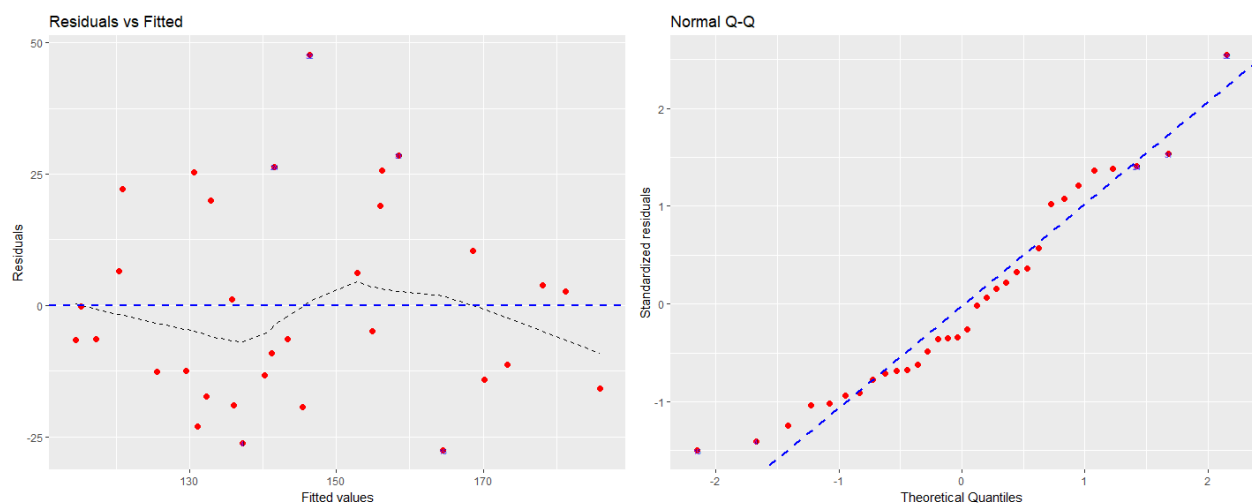 Residuals vs Fitted
50
25
0
-25
Residuals
130
150
170
Fitted values
Normal Q-Q
2
1
0
-1
Standardized residuals
-2
-1
0
1
2
Theoretical Quantiles